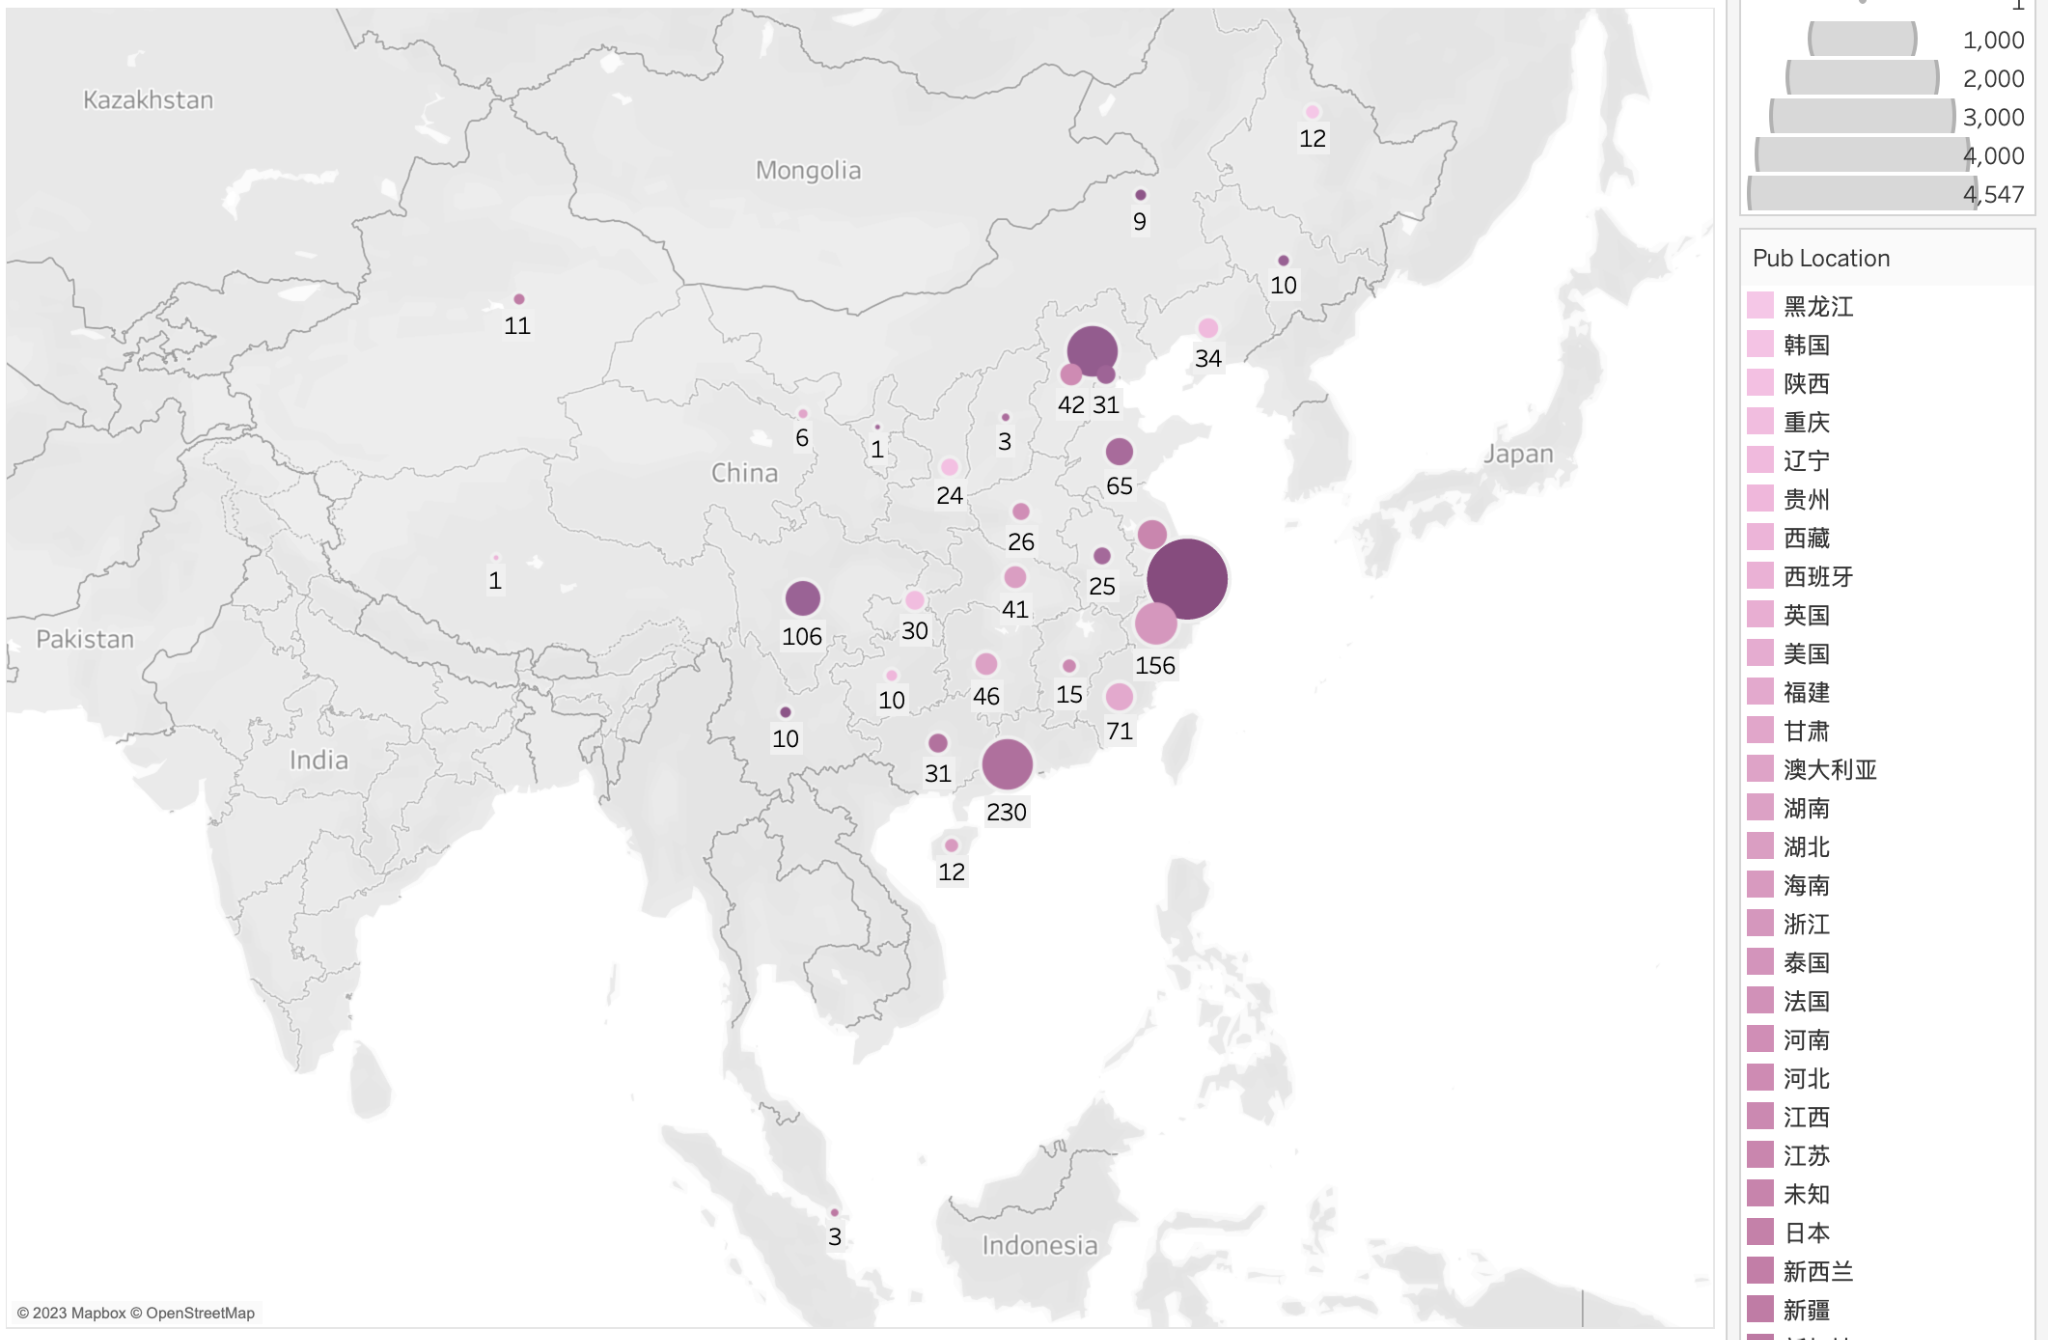 Kazakhstan
Mongolia
12
9
10
11
34
42 31
6
1
3
China
65
Japan
24
26
25
1
41
106
30
Pakistan
156
10
46
15
71
10
India
31
230
12
3
Indonesia
© 2023 Mapbox © OpenStreetMap
1
1,000
2,000
3,000
4,000
4,547
Pub Location
黑龙江
韩国
陕西
重庆
辽宁
贵州
西藏
西班牙
英国
美国
福建
甘肃
澳大利亚
湖南
湖北
海南
浙江
泰国
法国
河南
河北
江西
江苏
未知
日本
新西兰
新疆